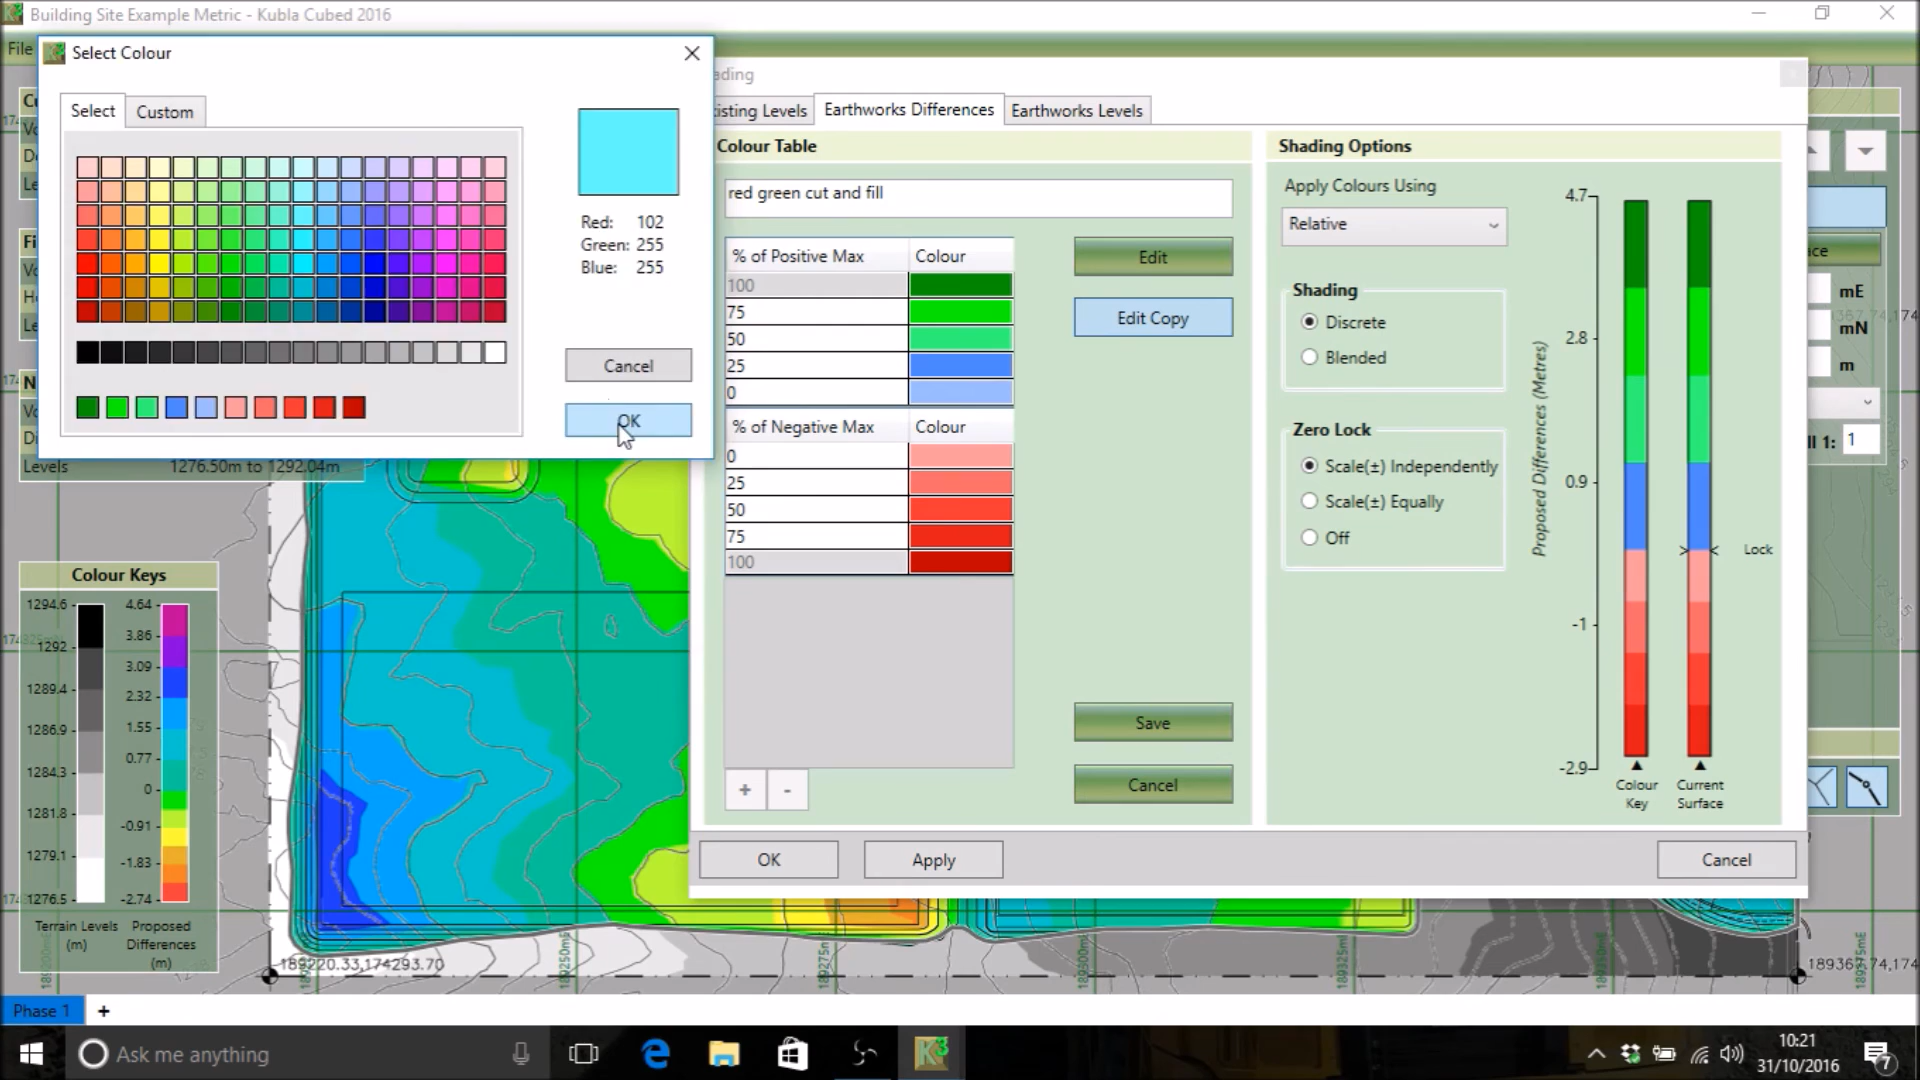 Building Site Example Metric - Kubla Cubed 2016
File
Select Colour
Select
Custom
Red: 102
Green: 255
Blue: 255
Cancel
OK
Levels 1276.50m to 1292.04m
Earthworks Differences
Earthworks Levels
Colour Table
red green cut and fill
% of Positive Max Colour
100
75
50
25
0
% of Negative Max Colour
0
25
50
75
100
Edit
Edit Copy
Save
Cancel
+ -
OK
Apply
Cancel
Shading Options
Apply Colours Using
Relative
Shading
Discrete
Blended
Zero Lock
Scale(±) Independently
Scale(±) Equally
Off
Proposed Differences (Metres)
4.7
2.8
0.9
-1
-2.9
Lock
Colour
Key
Current
Surface
mE
mN
m
1
Colour Keys
1294.6
1292
1289.4
1286.9
1284.3
1281.8
1279.1
1276.5
Terrain Levels
(m)
4.64
3.86
3.09
2.32
1.55
0.77
0
-0.91
-1.83
-2.74
Proposed
Differences
(m)
189220.33,174293.70
189250mE
189275mE
Phase 1
+
Ask me anything
10:21
31/10/2016
7